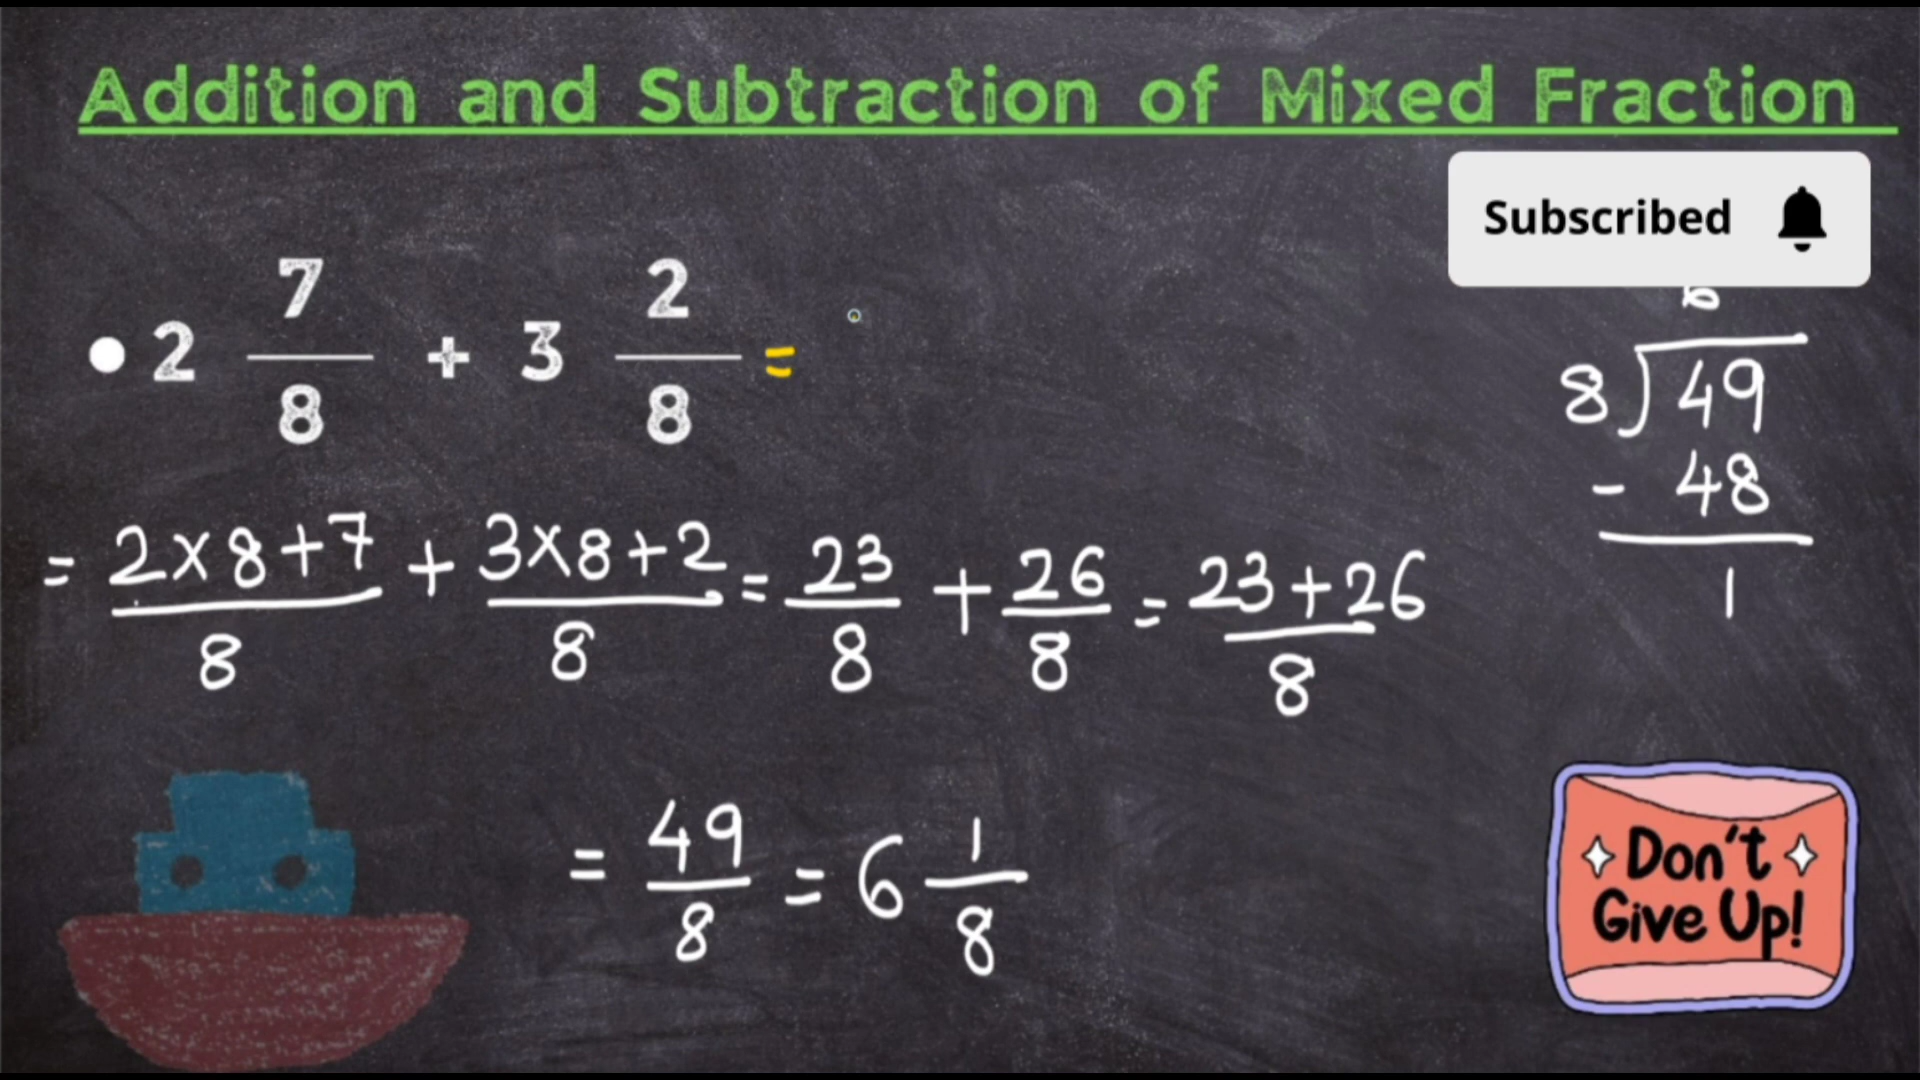 Addition and Subtraction of Mixed Fraction
Subscribed
• 2 7/8 + 3 2/8 =
= 2×8+7/8 + 3×8+2/8 = 23/8 + 26/8 = 23+26/8
= 49/8 = 6 1/8
6
8)49
- 48
1
Don't
Give Up!